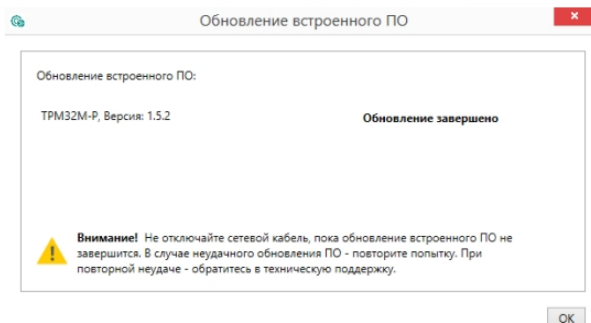 Обновление встроенного ПО
Обновление встроенного ПО:
ТРМ32М-Р, Версия: 1.5.2 Обновление завершено
Внимание! Не отключайте сетевой кабель, пока обновление встроенного ПО не
завершится. В случае неудачного обновления ПО - повторите попытку. При
повторной неудаче - обратитесь в техническую поддержку.
ОК